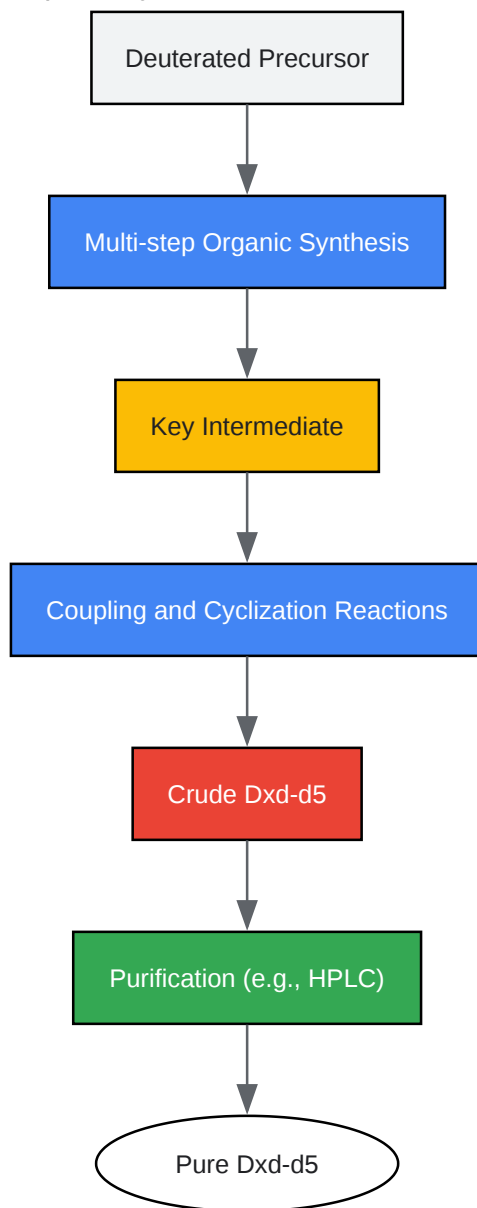 Deuterated Precursor
Multi-step Organic Synthesis
Key Intermediate
Coupling and Cyclization Reactions
Crude Dxd-d5
Purification (e.g., HPLC)
Pure Dxd-d5